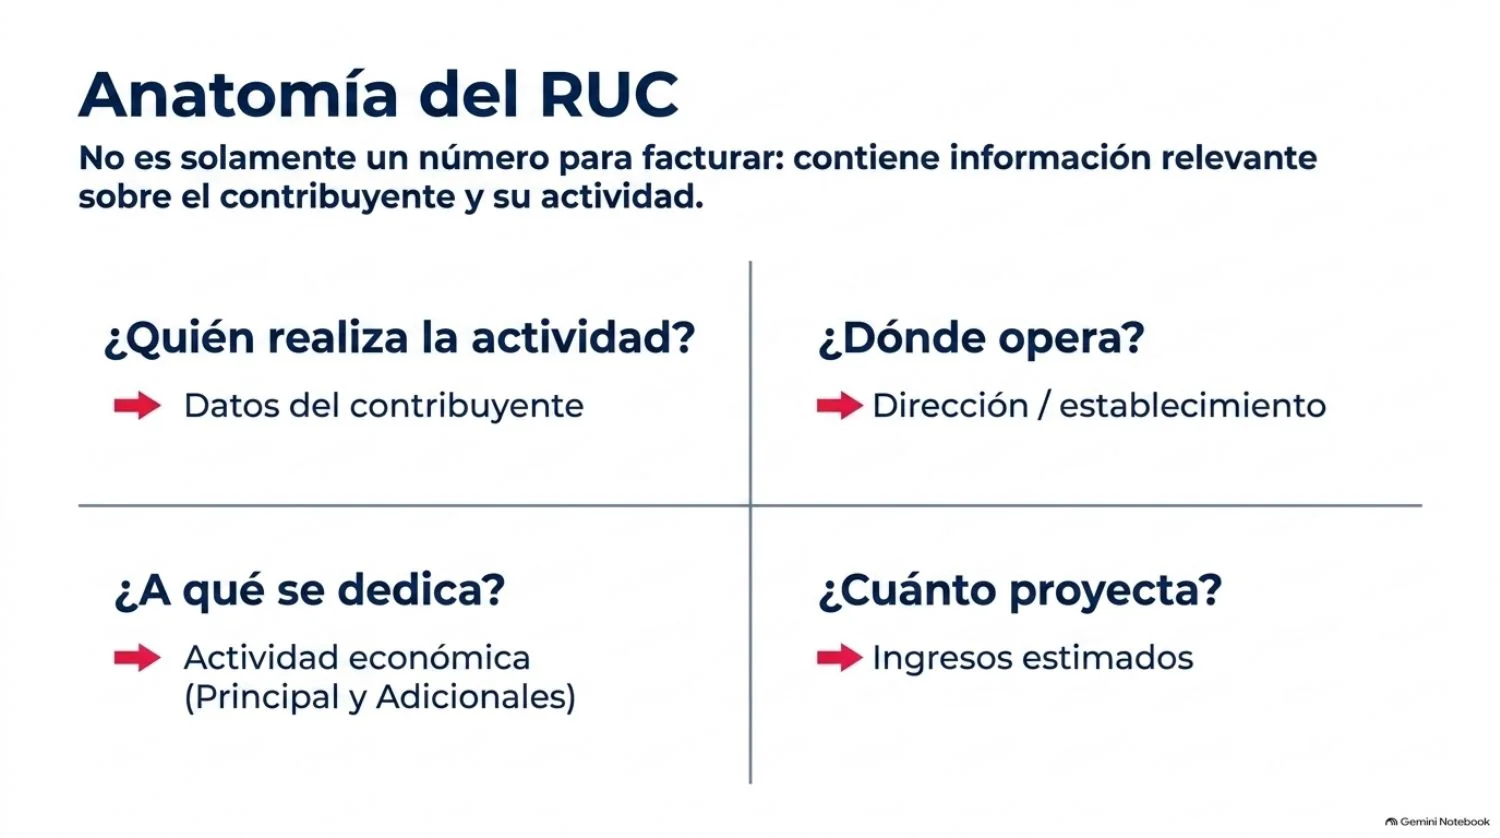 Anatomía del RUC
No es solamente un número para facturar: contiene información relevante
sobre el contribuyente y su actividad.
¿Quién realiza la actividad?
Datos del contribuyente
¿Dónde opera?
Dirección / establecimiento
¿A qué se dedica?
Actividad económica
(Principal y Adicionales)
¿Cuánto proyecta?
Ingresos estimados
Gemini Notebook